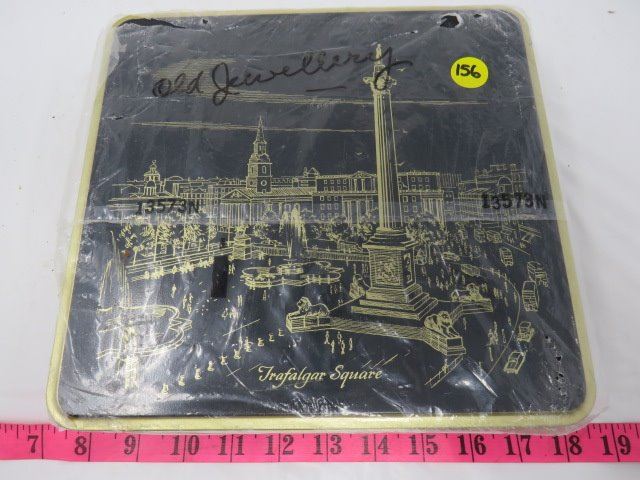 Old Jewellery
156
13573N 13573N
Trafalgar Square
7 8 9 10 11 12 13 14 15 16 17 18 19